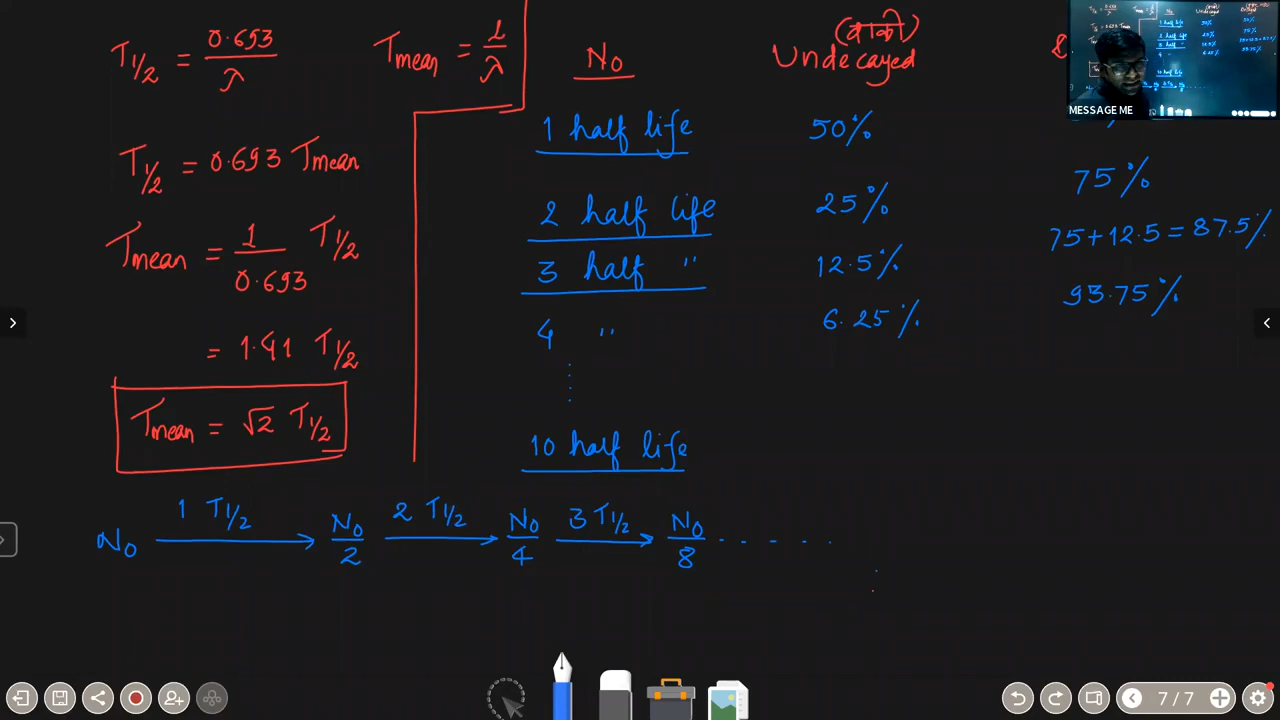 T1/2 = 0.693/λ
Tmean = 1/λ
T1/2 = 0.693 Tmean
Tmean = 1/0.693 T1/2
= 1.41 T1/2
Tmean = √2 T1/2
No
(बाकी)
Undecayed
1 half life 50%
2 half life 25% 75%
3 half " 12.5% 75+12.5=87.5%
4 " 6.25% 93.75%
10 half life
No 1 T1/2 No/2 2 T1/2 No/4 3 T1/2 No/8 .....
MESSAGE ME
7/7